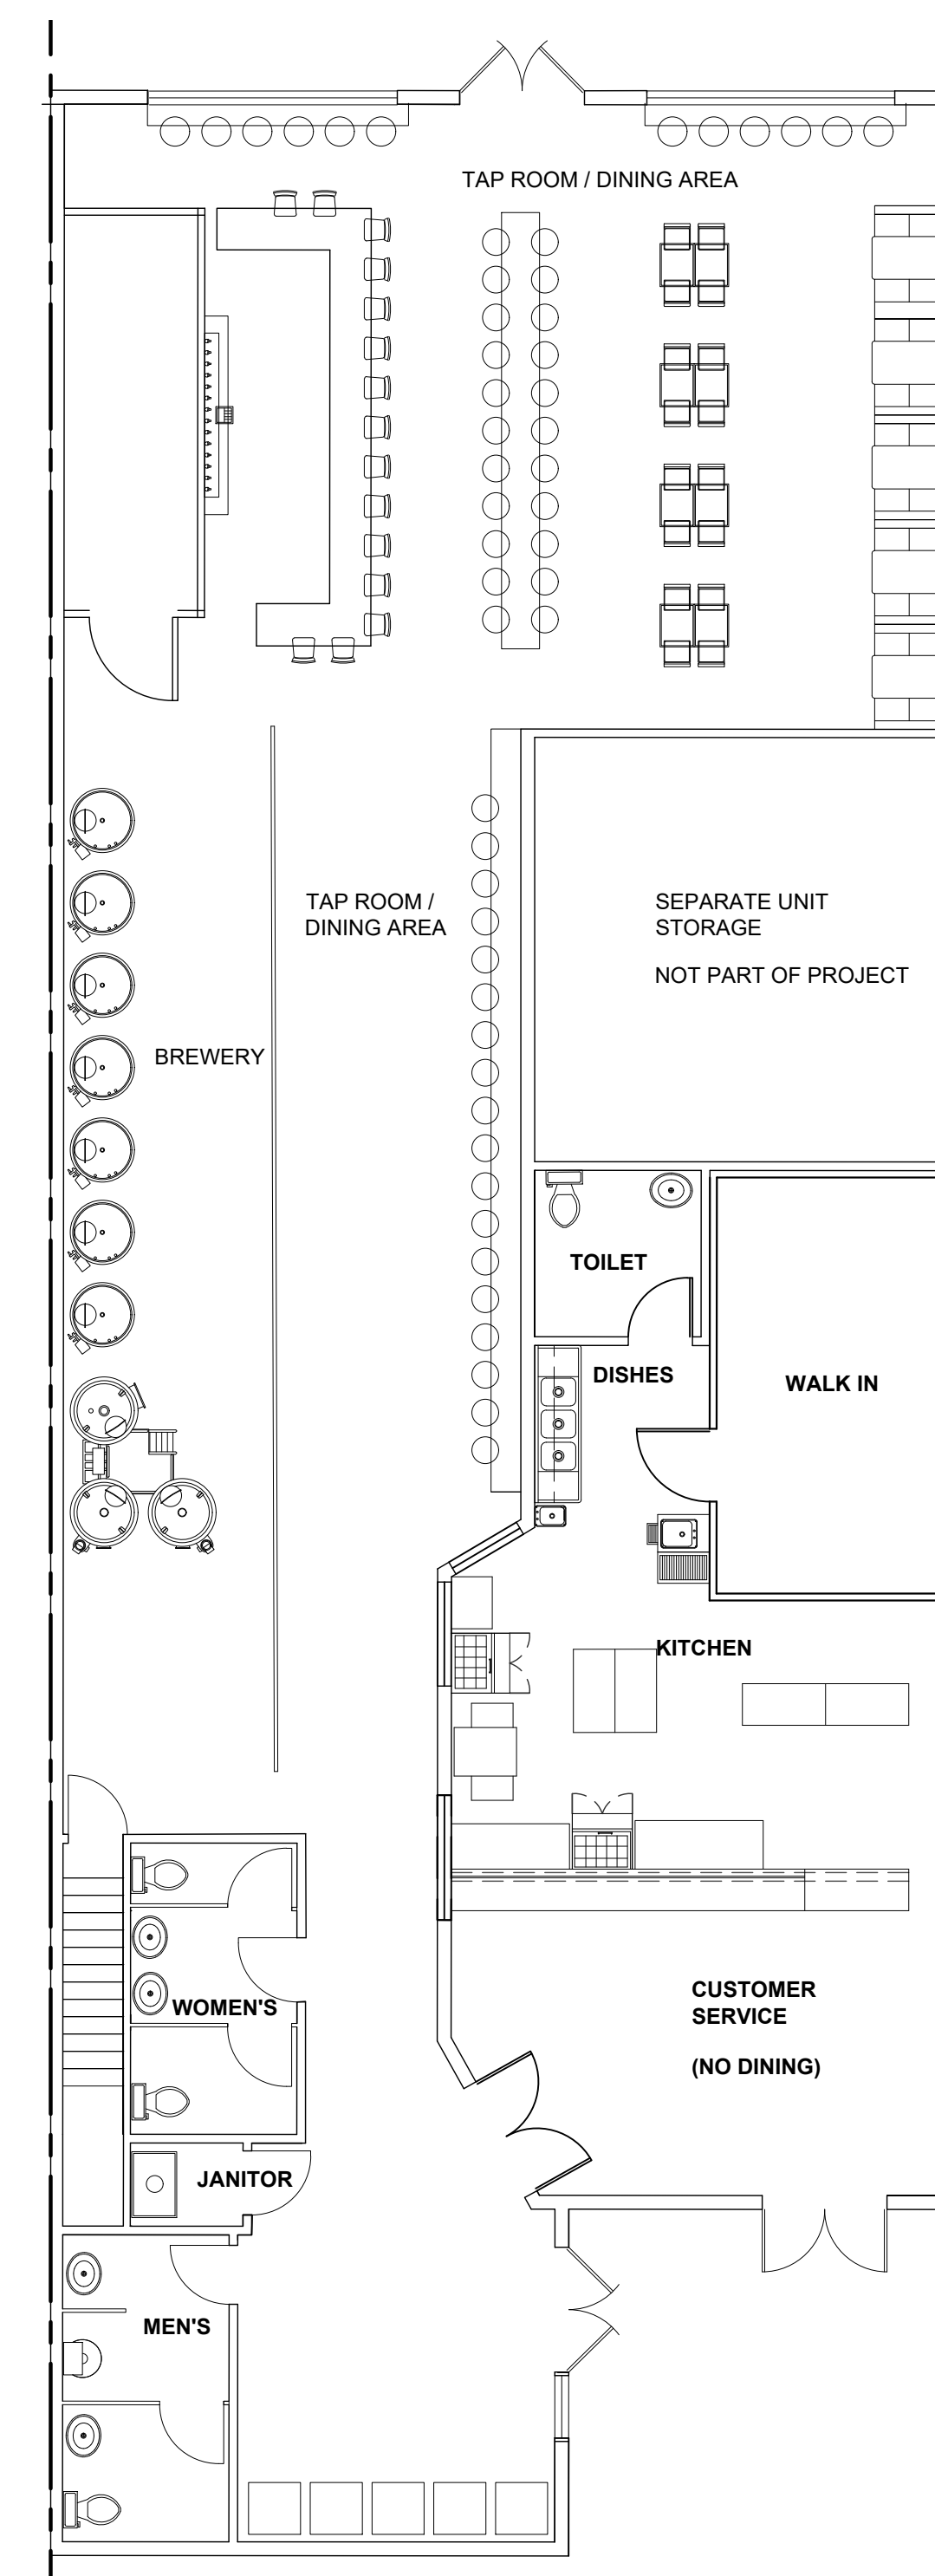 TAP ROOM / DINING AREA
TAP ROOM /
DINING AREA
SEPARATE UNIT
STORAGE
NOT PART OF PROJECT
BREWERY
TOILET
DISHES
WALK IN
KITCHEN
CUSTOMER
SERVICE
(NO DINING)
WOMEN'S
JANITOR
MEN'S